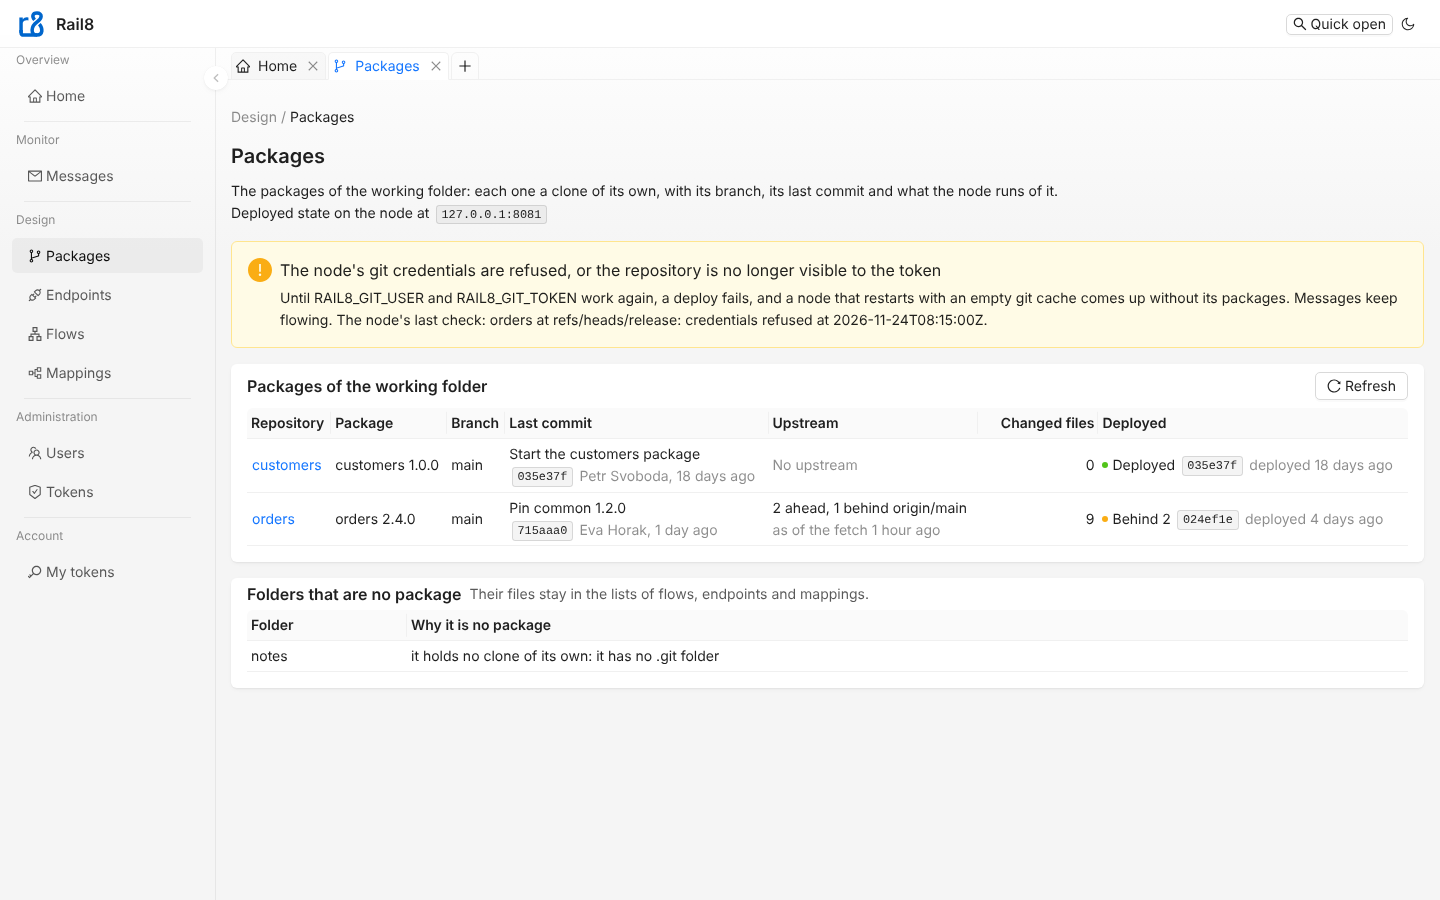 Rail8
Quick open
Overview
Home
Monitor
Messages
Design
Packages
Endpoints
Flows
Mappings
Administration
Users
Tokens
Account
My tokens
Home
Packages
Design / Packages
Packages
The packages of the working folder: each one a clone of its own, with its branch, its last commit and what the node runs of it.
Deployed state on the node at 127.0.0.1:8081
The node's git credentials are refused, or the repository is no longer visible to the token
Until RAIL8_GIT_USER and RAIL8_GIT_TOKEN work again, a deploy fails, and a node that restarts with an empty git cache comes up without its packages. Messages keep
flowing. The node's last check: orders at refs/heads/release: credentials refused at 2026-11-24T08:15:00Z.
Packages of the working folder
Refresh
Repository Package Branch Last commit Upstream Changed files Deployed
customers customers 1.0.0 main Start the customers package No upstream 0 Deployed 035e37f deployed 18 days ago
035e37f Petr Svoboda, 18 days ago
orders orders 2.4.0 main Pin common 1.2.0 2 ahead, 1 behind origin/main 9 Behind 2 024ef1e deployed 4 days ago
715aaa0 Eva Horak, 1 day ago as of the fetch 1 hour ago
Folders that are no package Their files stay in the lists of flows, endpoints and mappings.
Folder Why it is no package
notes it holds no clone of its own: it has no .git folder